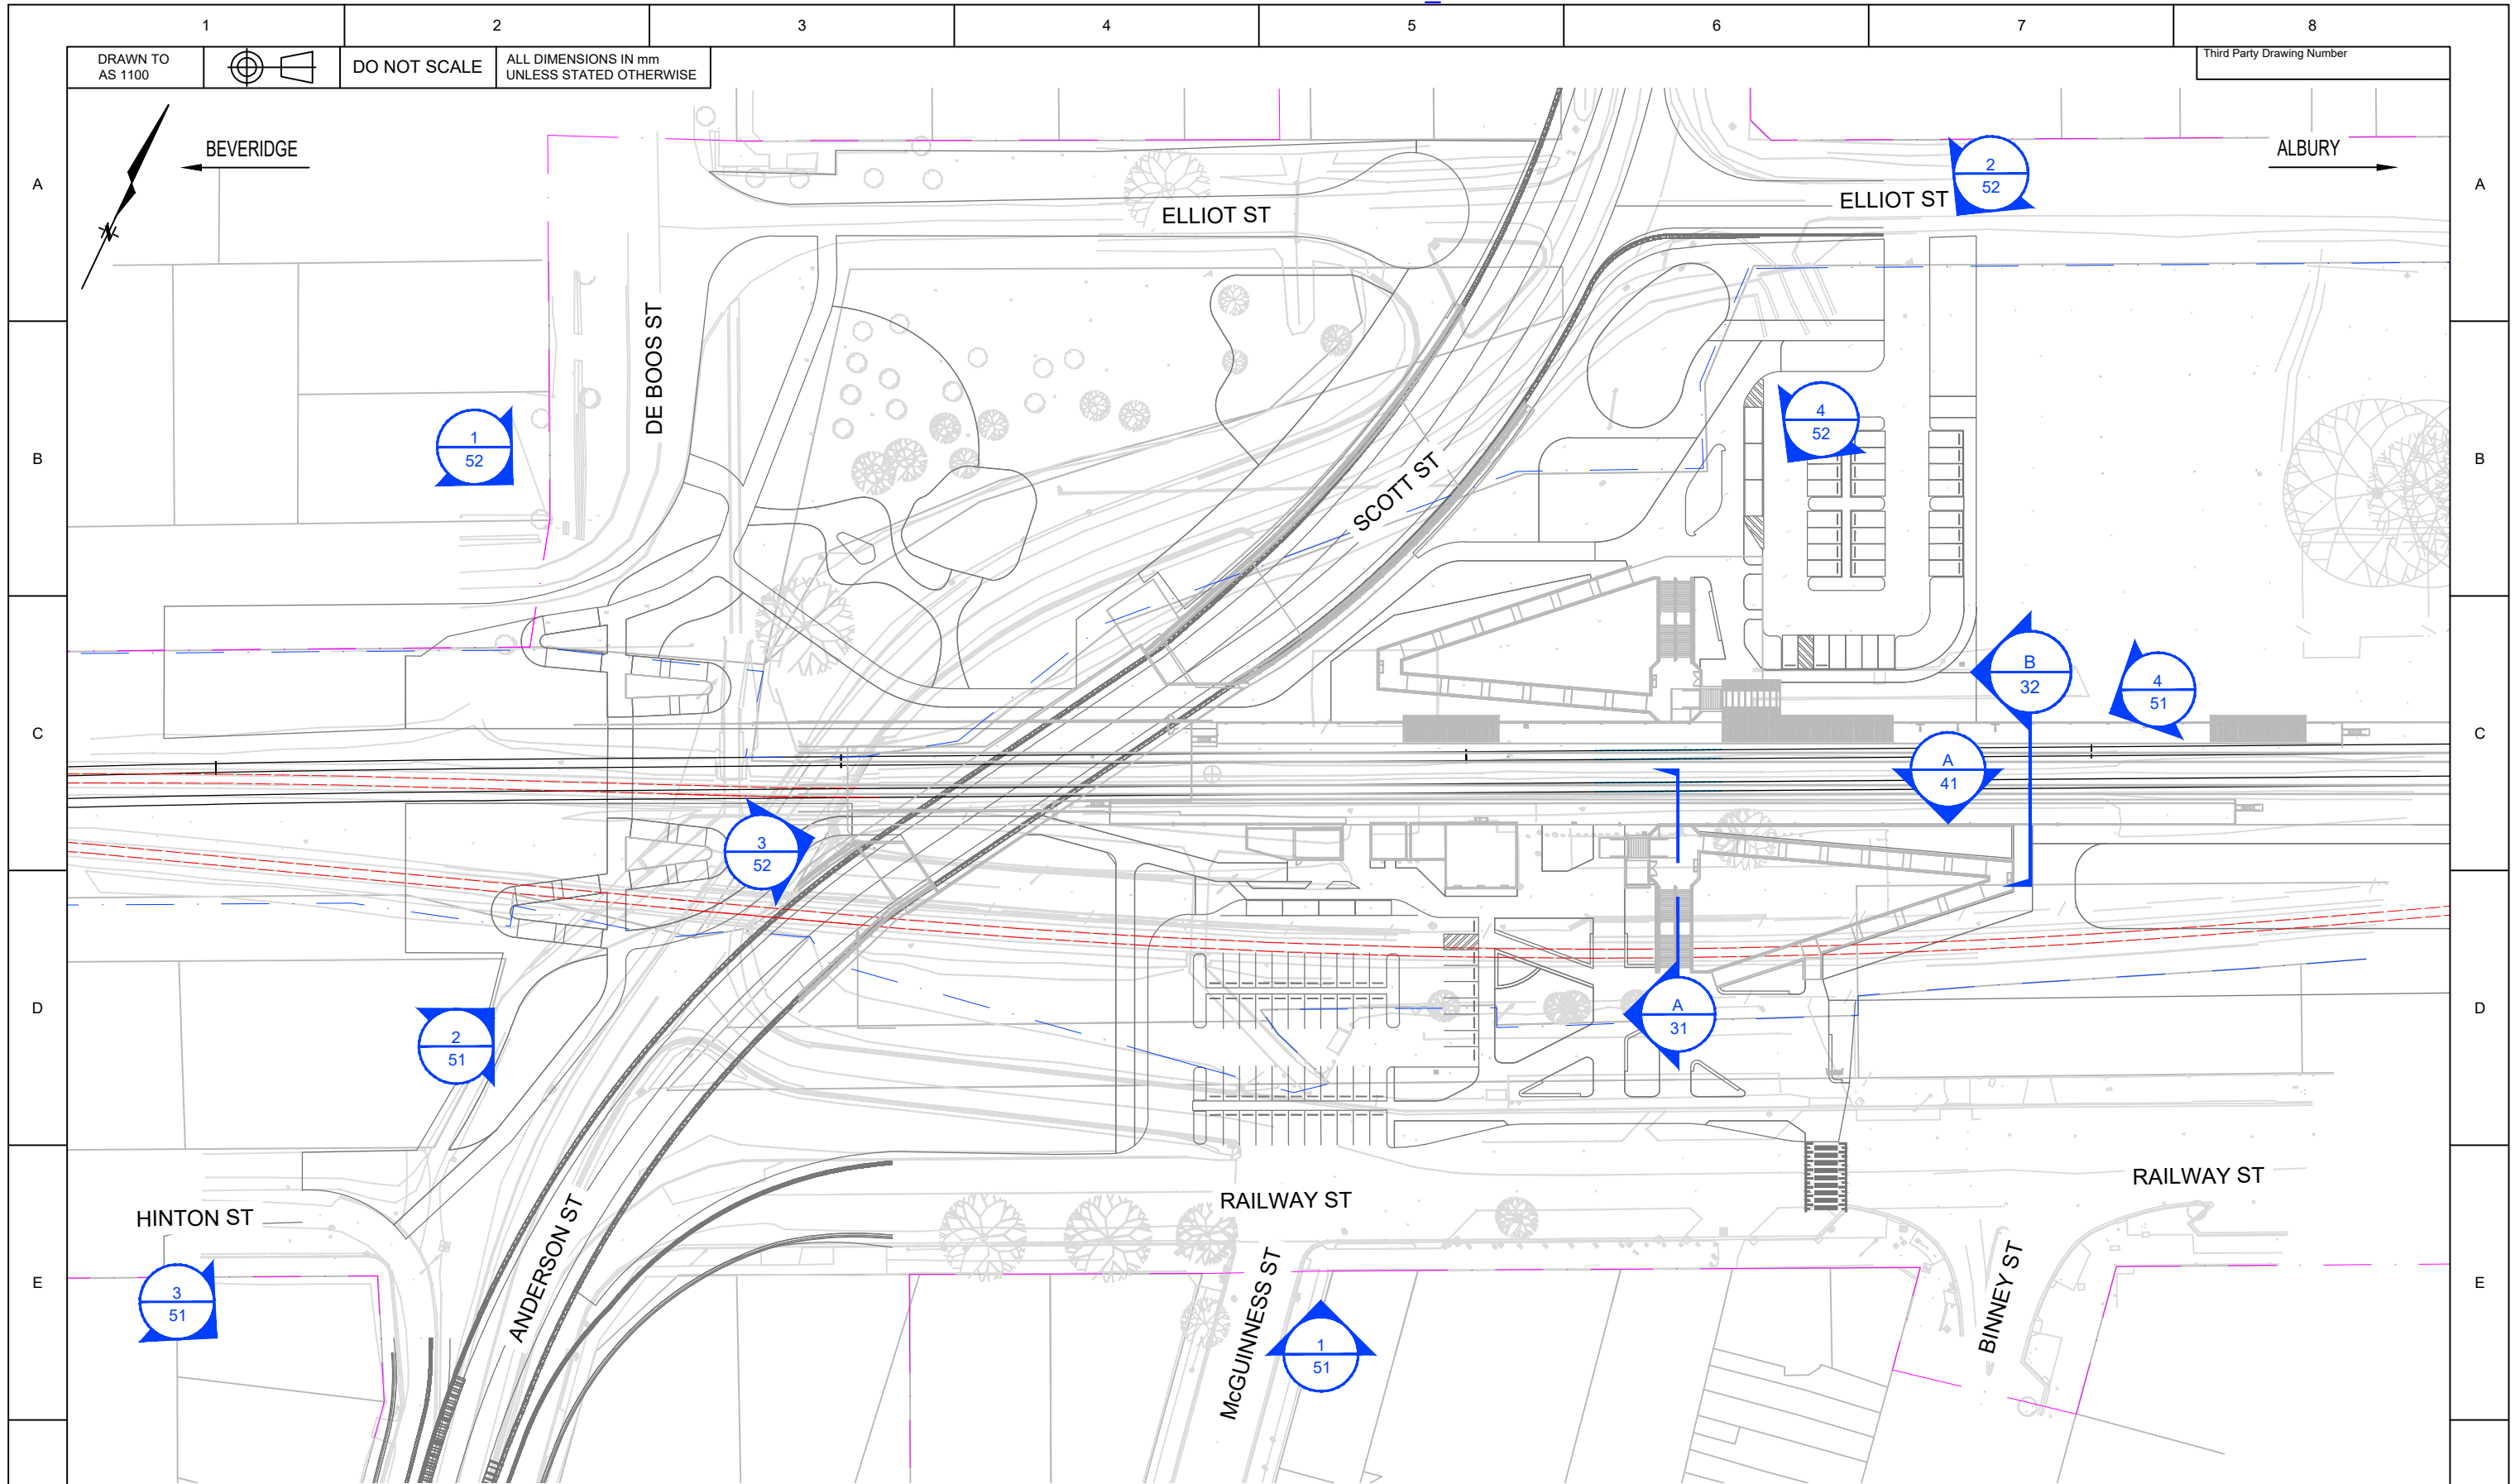 1 2 3 4 5 6 7 8
DRAWN TO
AS 1100
DO NOT SCALE
ALL DIMENSIONS IN mm
UNLESS STATED OTHERWISE
Third Party Drawing Number
BEVERIDGE
ALBURY
A
A
2
52
ELLIOT ST
ELLIOT ST
DE BOOS ST
4
52
1
52
B
B
SCOTT ST
B
32
4
51
C
C
A
41
3
52
D
D
A
31
2
51
RAILWAY ST
RAILWAY ST
HINTON ST
ANDERSON ST
McGUINNESS ST
BINNEY ST
E
E
3
51
1
51